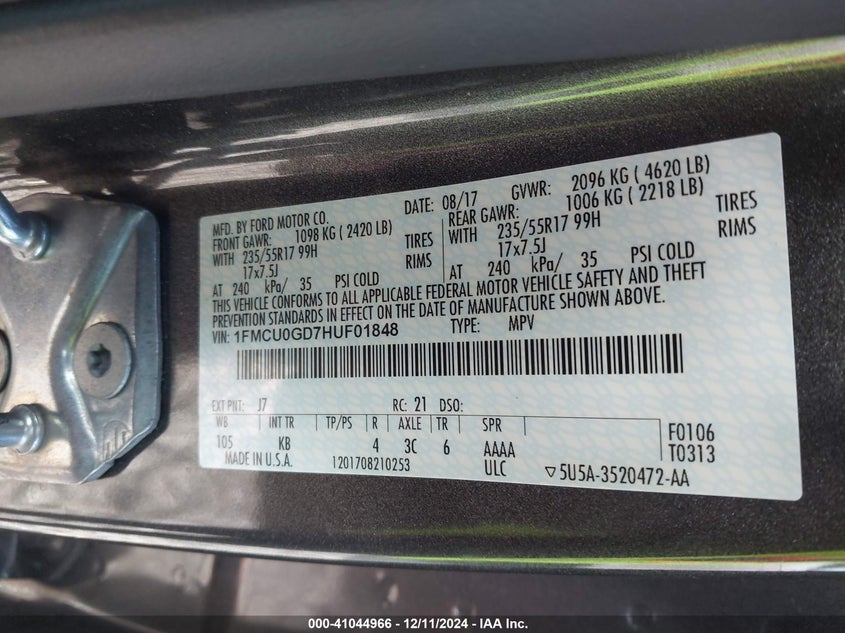 MFD. BY FORD MOTOR CO. DATE: 08/17 GVWR: 2096 KG ( 4620 LB)
FRONT GAWR: 1098 KG ( 2420 LB) REAR GAWR: 1006 KG ( 2218 LB)
WITH 235/55R17 99H TIRES WITH 235/55R17 99H TIRES
17x7.5J RIMS 17x7.5J RIMS
AT 240 kPa/ 35 PSI COLD AT 240 kPa/ 35 PSI COLD
THIS VEHICLE CONFORMS TO ALL APPLICABLE FEDERAL MOTOR VEHICLE SAFETY AND THEFT
PREVENTION STANDARDS IN EFFECT ON THE DATE OF MANUFACTURE SHOWN ABOVE.
VIN: 1FMCU0GD7HUF01848 TYPE: MPV
EXT PNT: J7 RC: 21 DSO:
WB INT TR TP/PS R AXLE TR SPR
105 KB 4 3C 6 AAAA F0106
MADE IN U.S.A. 1201708210253 ULC T0313
▽5U5A-3520472-AA
000-41044966 - 12/11/2024 - IAA Inc.